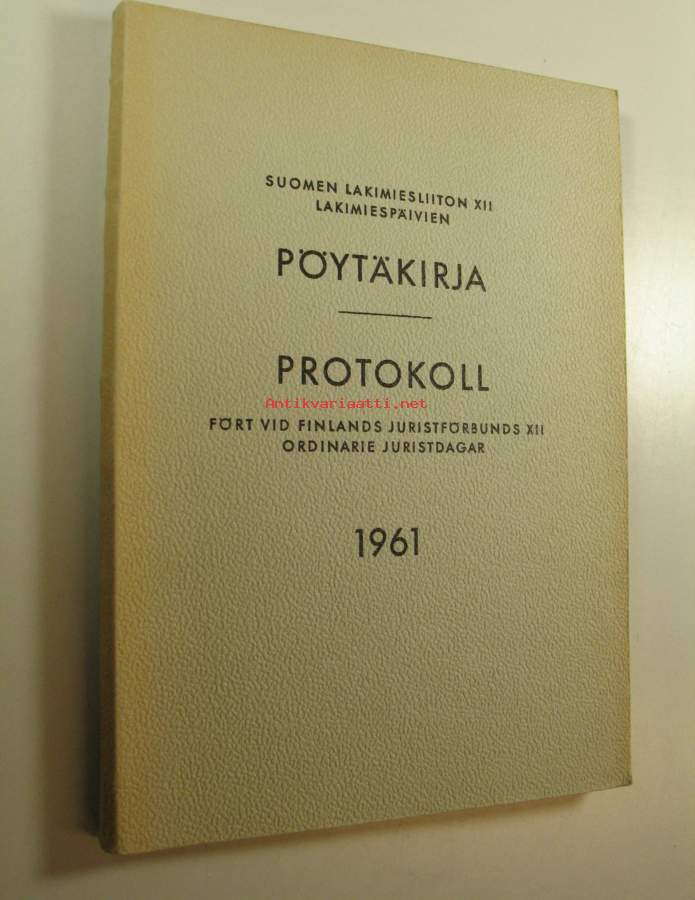 SUOMEN LAKIMIESLIITON XII
LAKIMIESPÄIVIEN
PÖYTÄKIRJA
PROTOKOLL
Antikvariaatti.net
FÖRT VID FINLANDS JURISTFÖRBUNDS XII
ORDINARIE JURISTDAGAR
1961